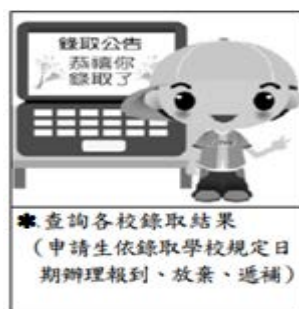 錄取公告
恭禧你
錄取了
✱.查詢各校錄取結果
（申請生依錄取學校規定日
期辦理報到、放棄、遞補）